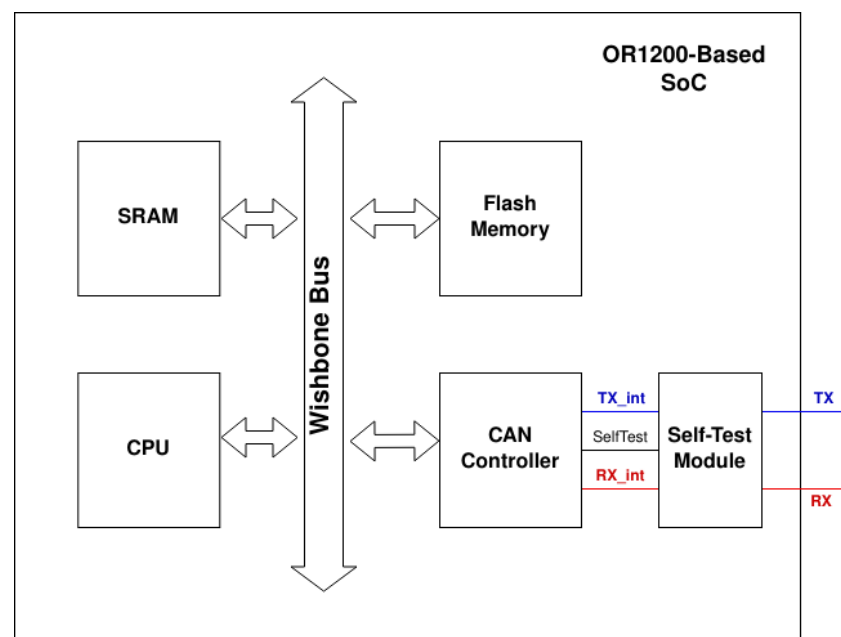 OR1200-Based
SoC
SRAM
Flash
Memory
Wishbone Bus
CPU
CAN
Controller
TX_int
SelfTest
RX_int
Self-Test
Module
TX
RX